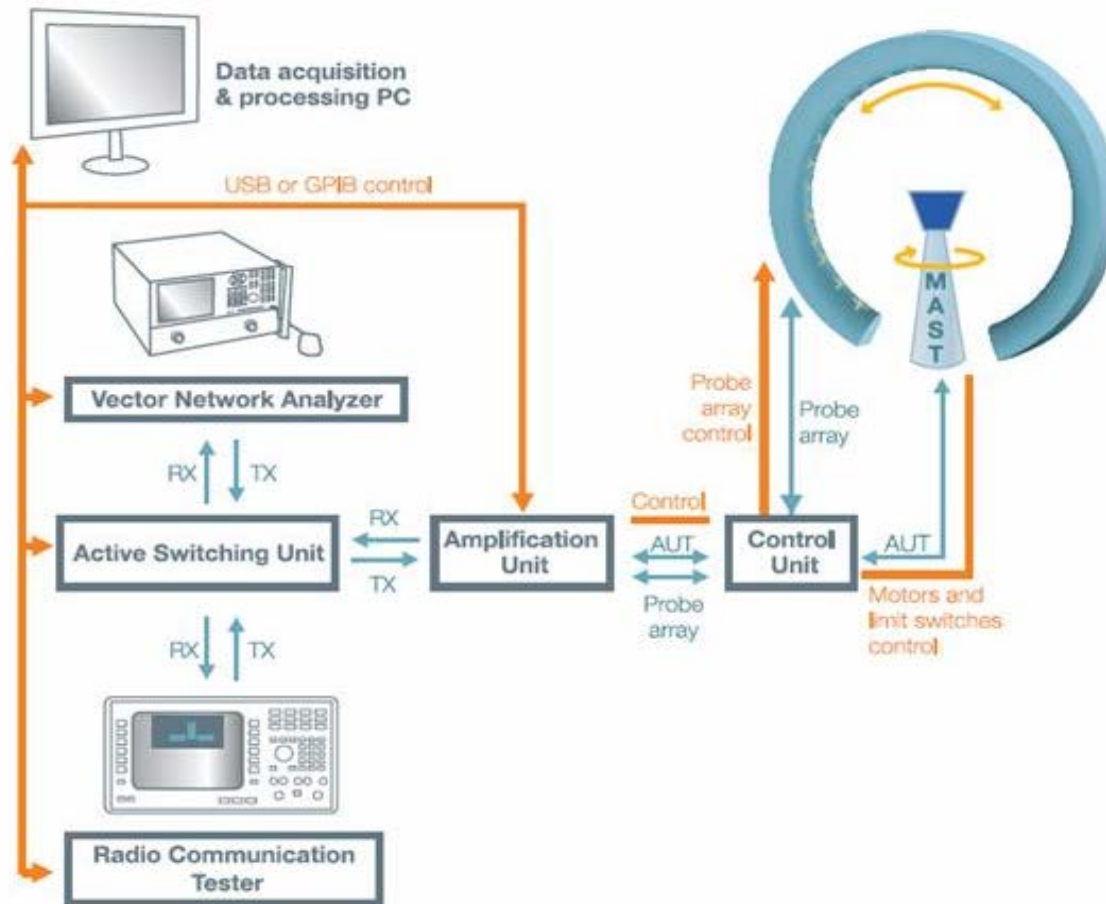 Data acquisition
& processing PC
USB or GPIB control
MAST
Vector Network Analyzer
Probe
array
control
Probe
array
RX
TX
Active Switching Unit
RX
TX
Amplification
Unit
Control
AUT
Probe
array
Control
Unit
AUT
Motors and
limit switches
control
RX
TX
Radio Communication
Tester